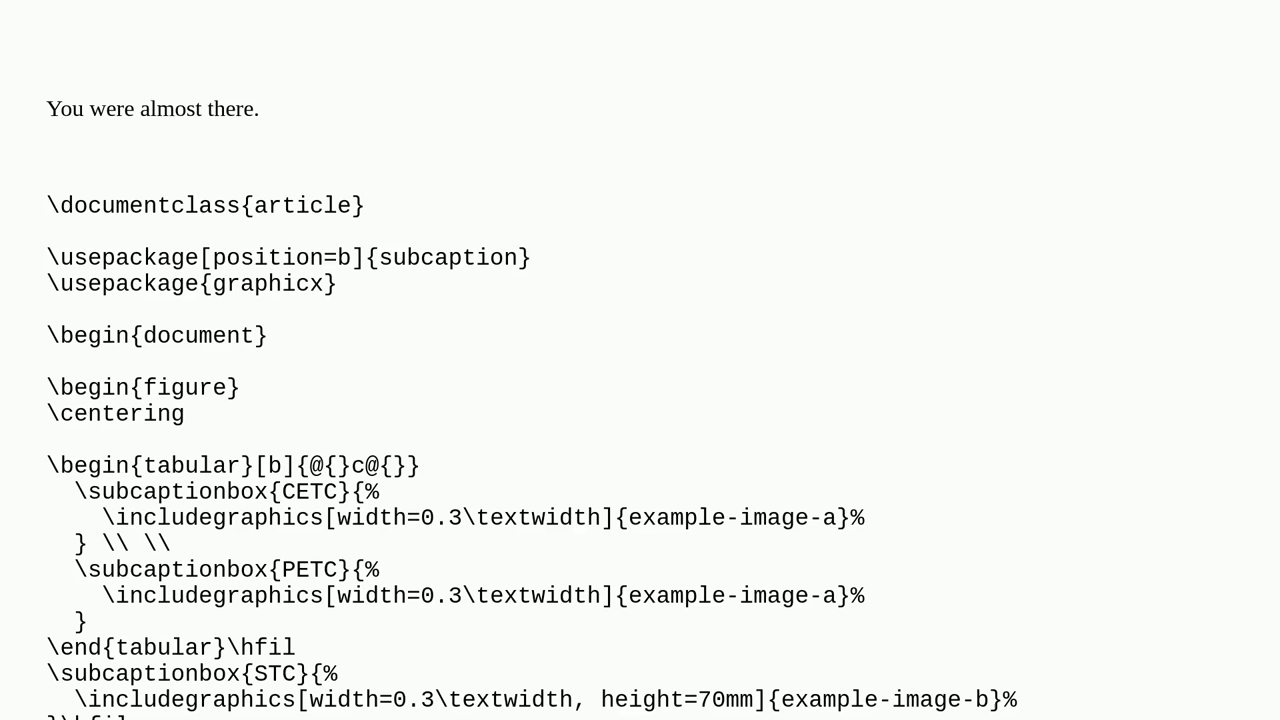 You were almost there.
\documentclass{article}
\usepackage[position=b]{subcaption}
\usepackage{graphicx}
\begin{document}
\begin{figure}
\centering
\begin{tabular}[b]{@{}c@{}}
  \subcaptionbox{CETC}{%
    \includegraphics[width=0.3\textwidth]{example-image-a}%
  } \\ \\
  \subcaptionbox{PETC}{%
    \includegraphics[width=0.3\textwidth]{example-image-a}%
  }
\end{tabular}\hfil
\subcaptionbox{STC}{%
  \includegraphics[width=0.3\textwidth, height=70mm]{example-image-b}%
}\hfil